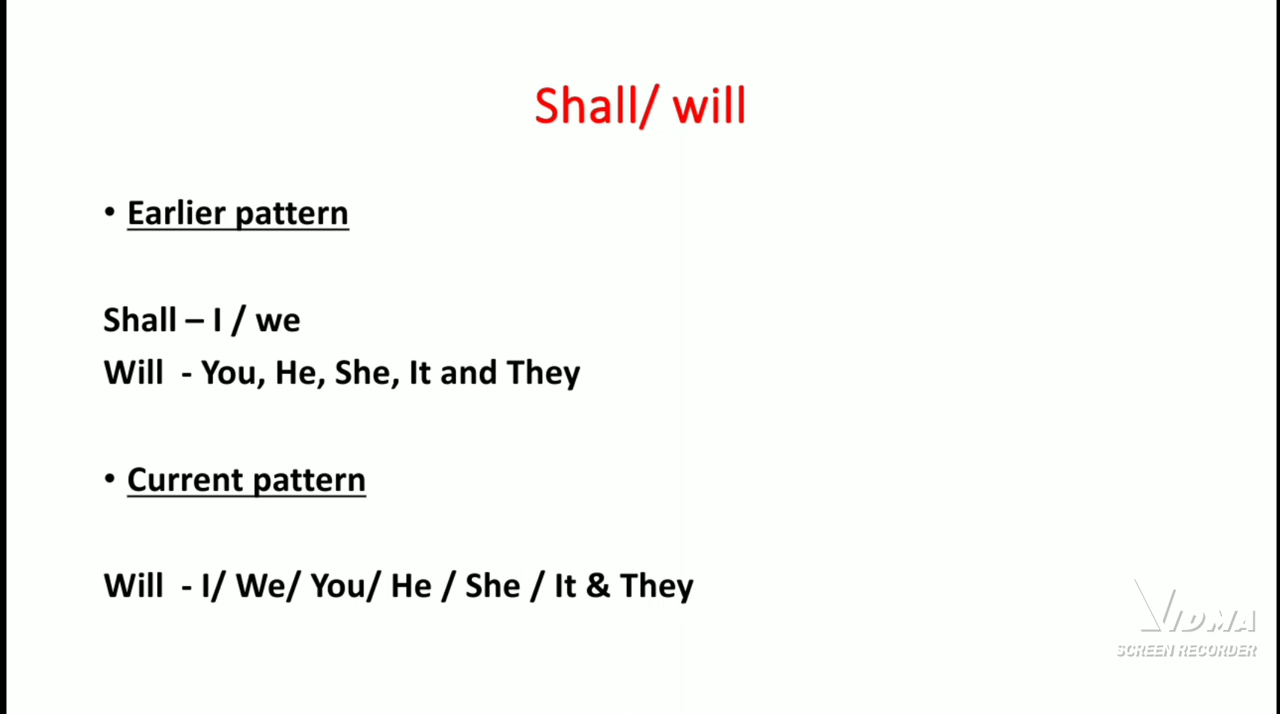 Shall/ will
• Earlier pattern
Shall – I / we
Will - You, He, She, It and They
• Current pattern
Will - I/ We/ You/ He / She / It & They
VIDMA
SCREEN RECORDER